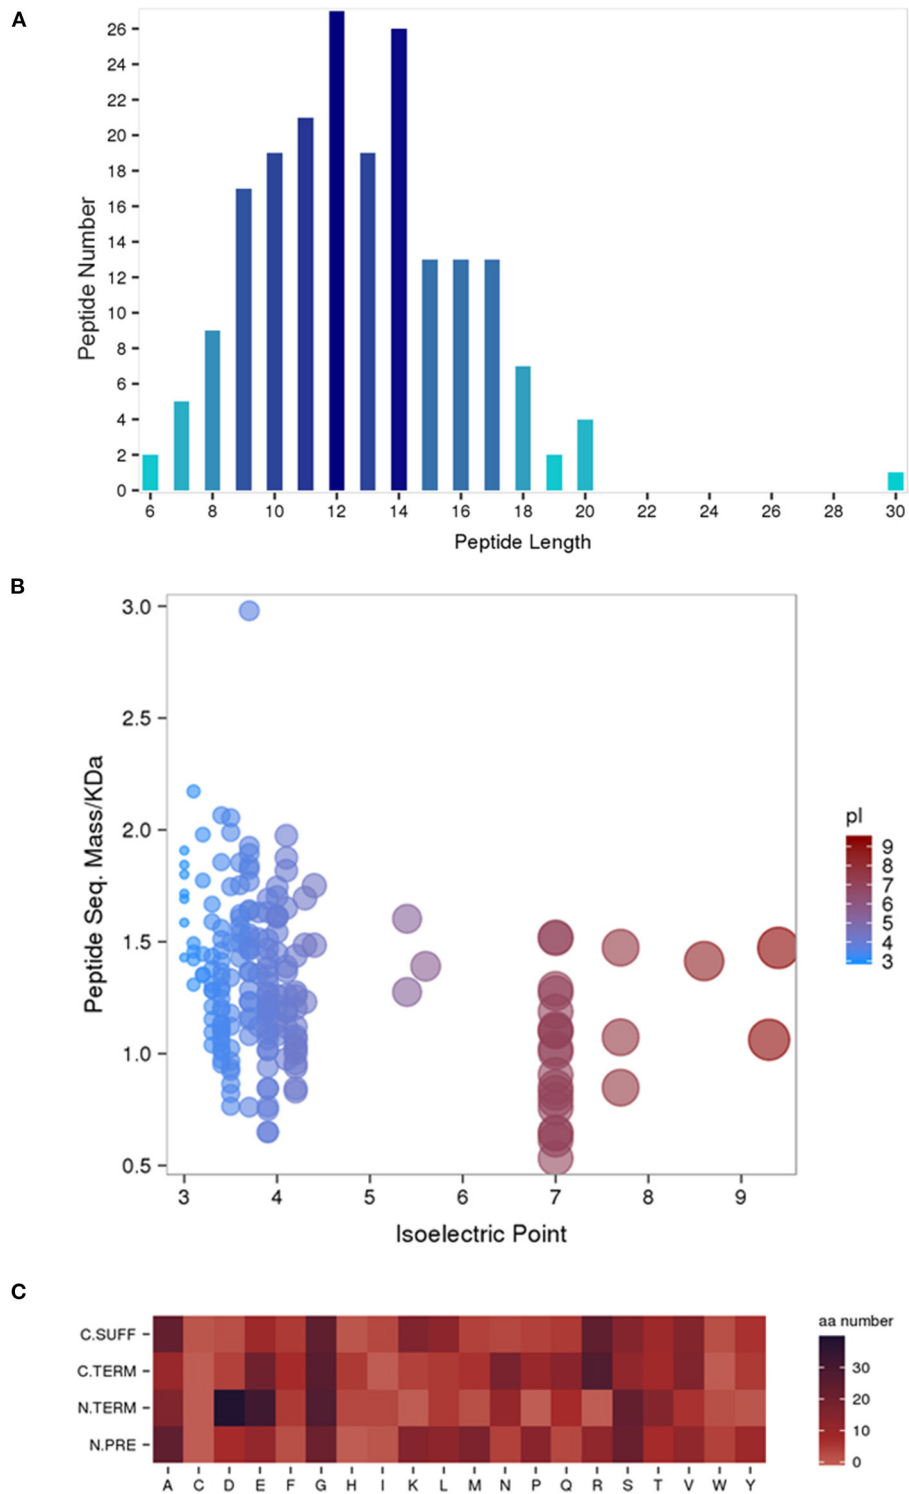 A
Peptide Number
26
24
22
20
18
16
14
12
10
8
6
4
2
0
6 8 10 12 14 16 18 20 22 24 26 28 30
Peptide Length
B
Peptide Seq. Mass/KDa
3.0
2.5
2.0
1.5
1.0
0.5
3 4 5 6 7 8 9
Isoelectric Point
pI
9
8
7
6
5
4
3
C
C.SUFF
C.TERM
N.TERM
N.PRE
A C D E F G H I K L M N P Q R S T V W Y
aa number
30
20
10
0